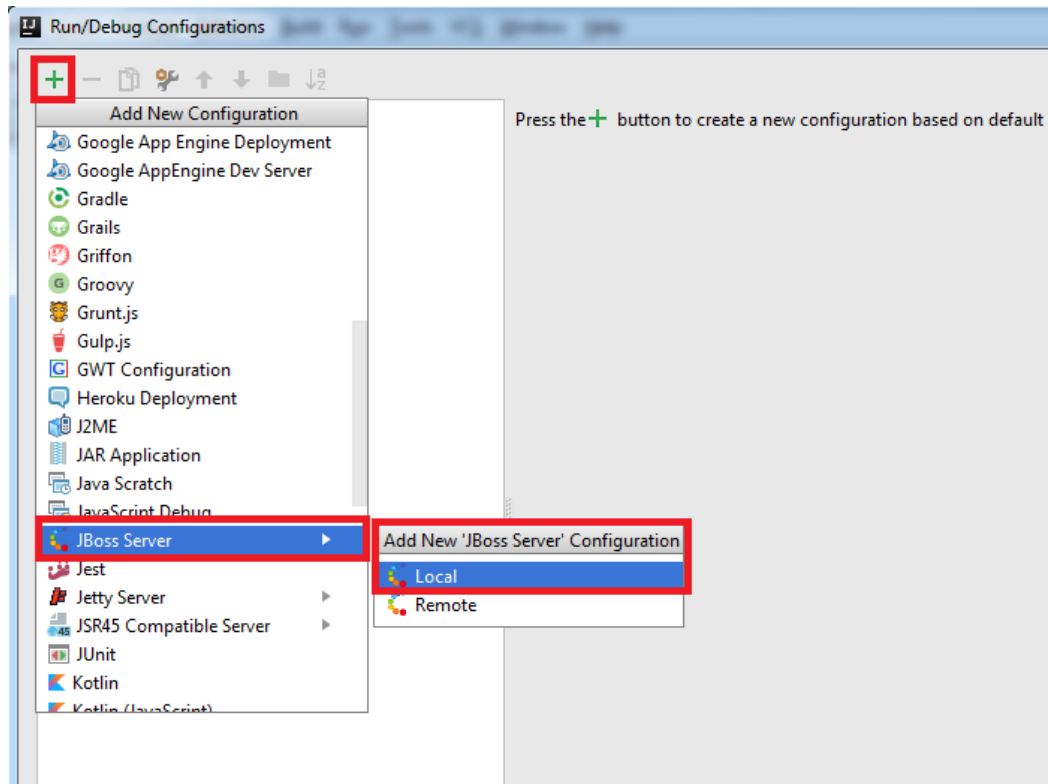 Run/Debug Configurations
Add New Configuration
Press the + button to create a new configuration based on default
Google App Engine Deployment
Google AppEngine Dev Server
Gradle
Grails
Griffon
G Groovy
Grunt.js
Gulp.js
G GWT Configuration
Heroku Deployment
J2ME
JAR Application
Java Scratch
JavaScript Debug
JBoss Server
Add New 'JBoss Server' Configuration
Jest
Local
Jetty Server
Remote
45 JSR45 Compatible Server
JUnit
Kotlin
Kotlin (JavaScript)